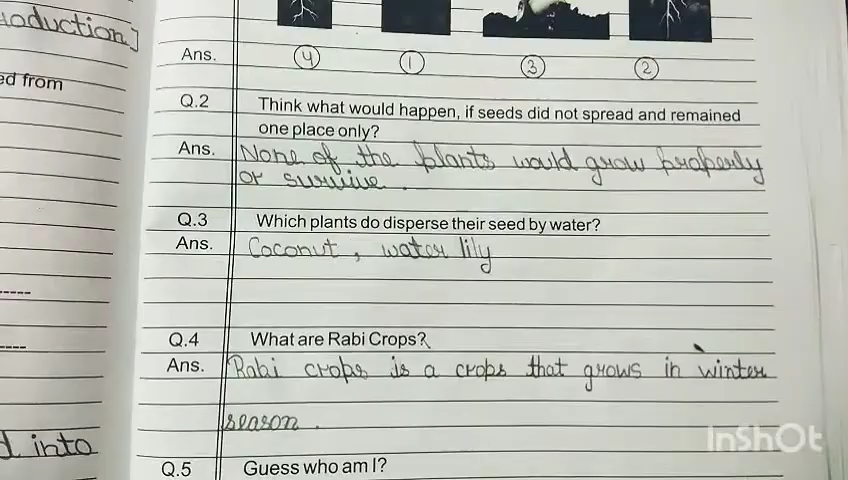 roduction]
ed from
Ans. 4 1 3 2
Q.2 Think what would happen, if seeds did not spread and remained
one place only?
Ans. None of the plants would grow properly
or survive.
Q.3 Which plants do disperse their seed by water?
Ans. Coconut, water lily
-----
Q.4 What are Rabi Crops?
----
Ans. Rabi crops is a crops that grows in winter
season.
d into
Q.5 Guess who am I?
InShOt